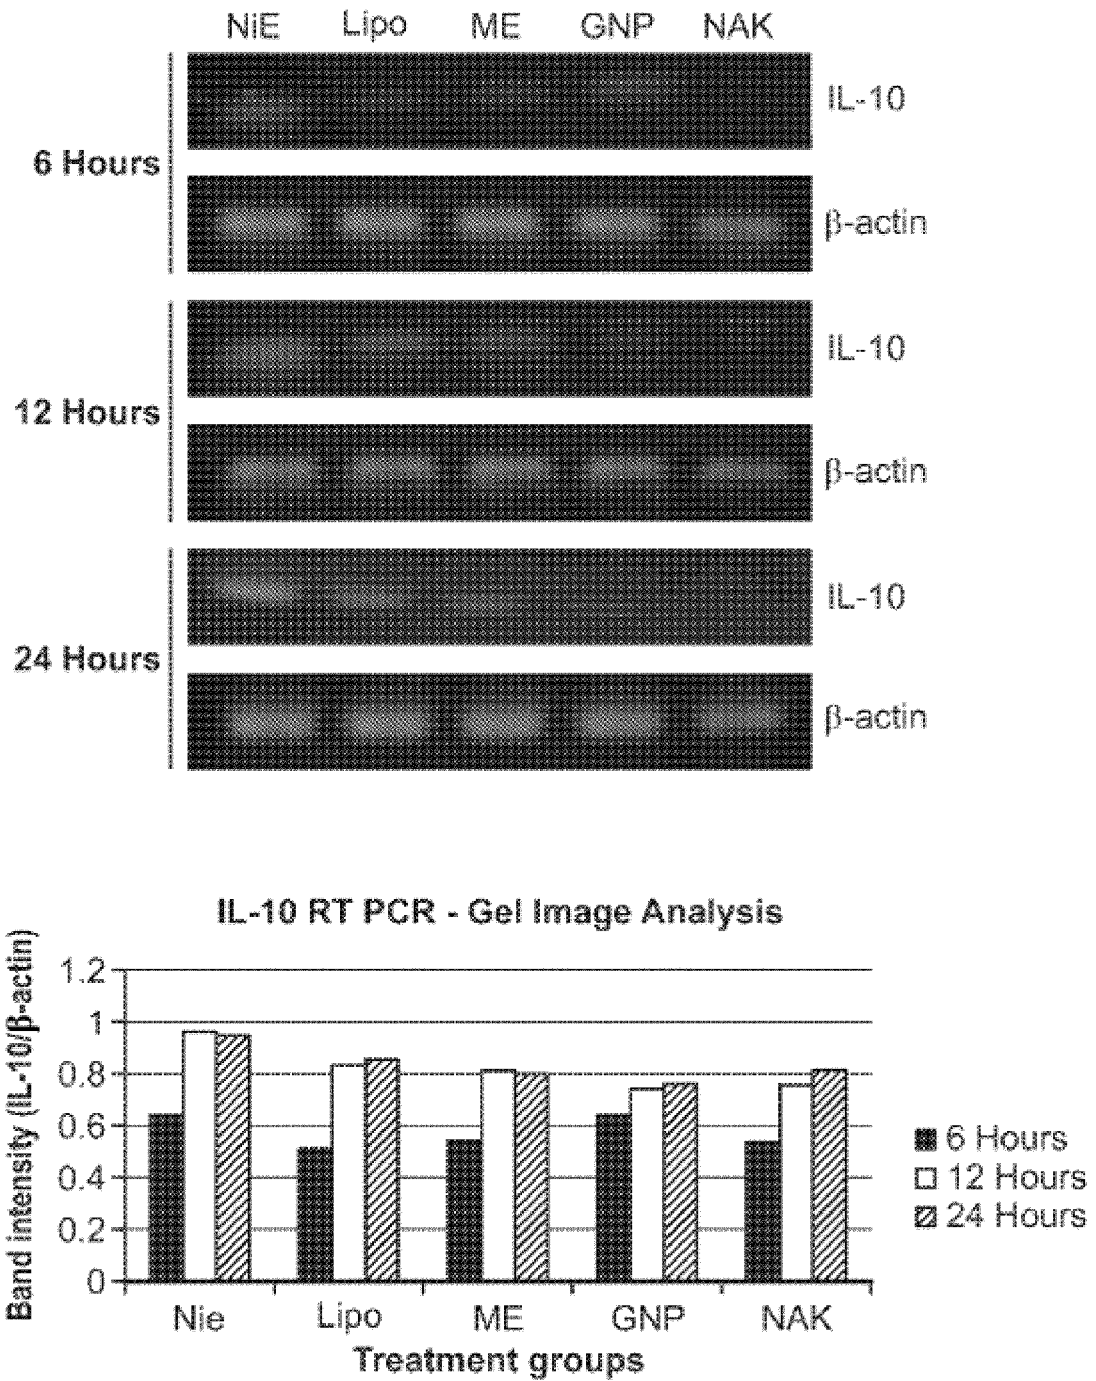 NiE Lipo ME GNP NAK
IL-10
6 Hours
β-actin
IL-10
12 Hours
β-actin
IL-10
24 Hours
β-actin
IL-10 RT PCR - Gel Image Analysis
Band intensity (IL-10/β-actin)
1.2
1
0.8
0.6
0.4
0.2
0
Nie Lipo ME GNP NAK
Treatment groups
6 Hours
12 Hours
24 Hours